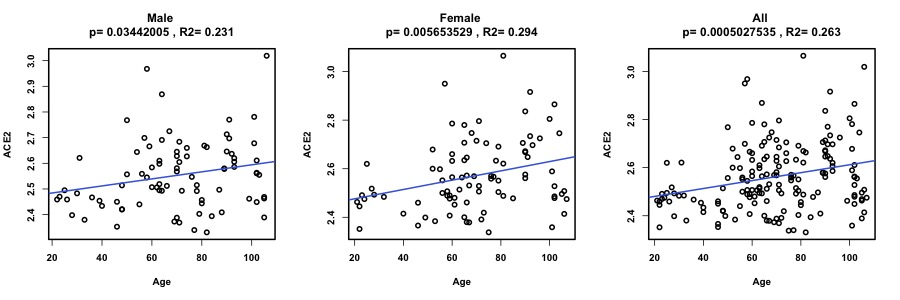 Male
p= 0.03442005 , R2= 0.231
ACE2
3.0
2.9
2.8
2.7
2.6
2.5
2.4
20 40 60 80 100
Age
Female
p= 0.005653529 , R2= 0.294
ACE2
3.0
2.8
2.6
2.4
20 40 60 80 100
Age
All
p= 0.0005027535 , R2= 0.263
ACE2
3.0
2.8
2.6
2.4
20 40 60 80 100
Age